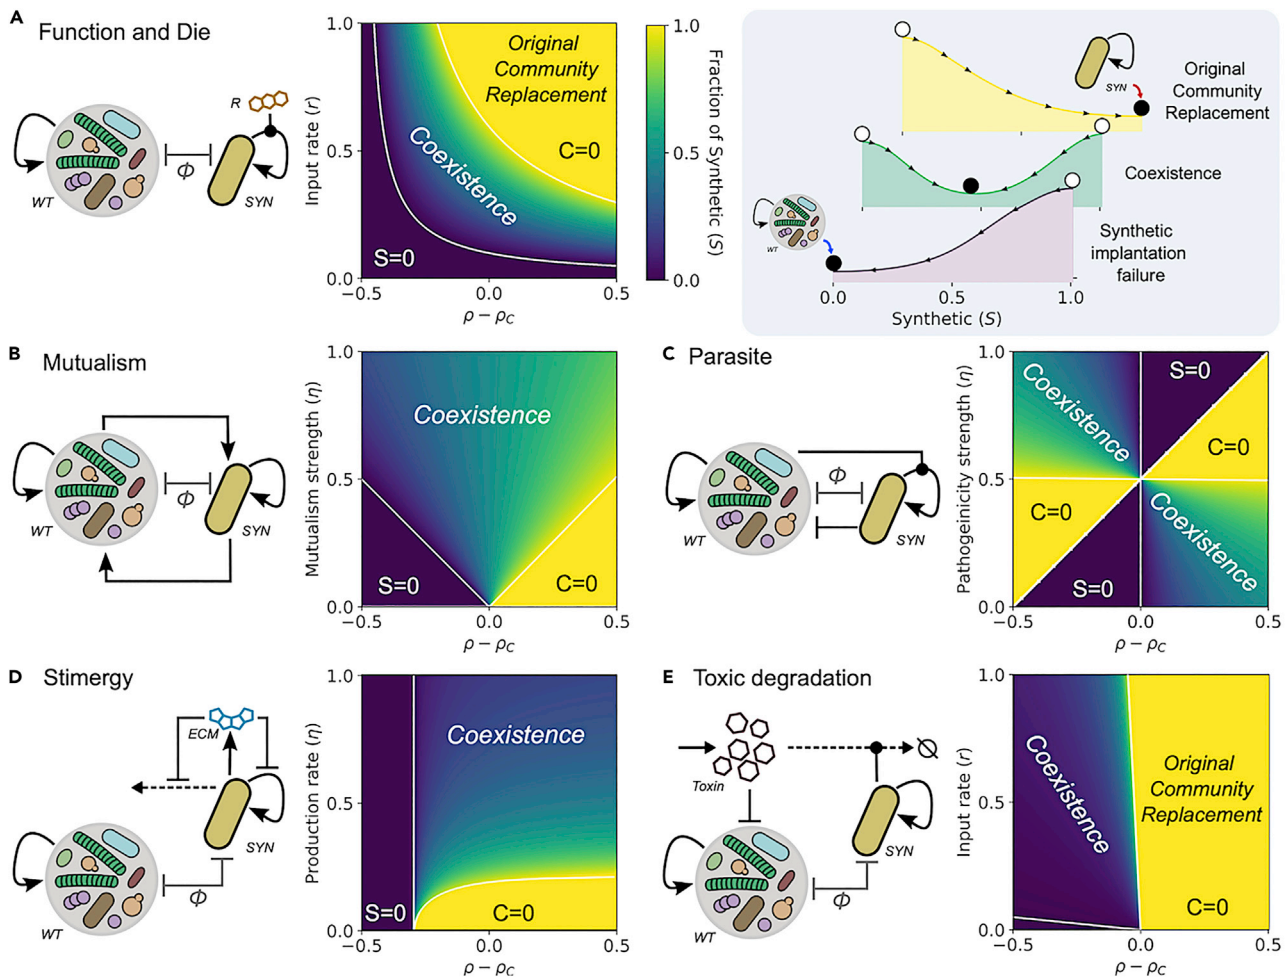 A
Function and Die
R
WT
Φ
SYN
Input rate (r)
1.0
0.5
0.0
−0.5
0.0
0.5
ρ − ρC
Original
Community
Replacement
C=0
Coexistence
S=0
1.0
0.5
0.0
Fraction of Synthetic (S)
SYN
Original
Community
Replacement
Coexistence
WT
Synthetic
implantation
failure
0.0
0.5
1.0
Synthetic (S)
B
Mutualism
WT
Φ
SYN
Mutualism strength (η)
1.0
0.5
0.0
−0.5
0.0
0.5
ρ − ρC
Coexistence
S=0
C=0
C
Parasite
WT
Φ
SYN
Pathogeinicity strength (η)
1.0
0.5
0.0
−0.5
0.0
0.5
ρ − ρC
Coexistence
S=0
C=0
C=0
S=0
Coexistence
D
Stimergy
ECM
SYN
WT
Φ
Production rate (η)
1.0
0.5
0.0
−0.5
0.0
0.5
ρ − ρC
Coexistence
S=0
C=0
E
Toxic degradation
Toxin
∅
SYN
WT
Φ
Input rate (r)
1.0
0.5
0.0
−0.5
0.0
0.5
ρ − ρC
Coexistence
Original
Community
Replacement
C=0